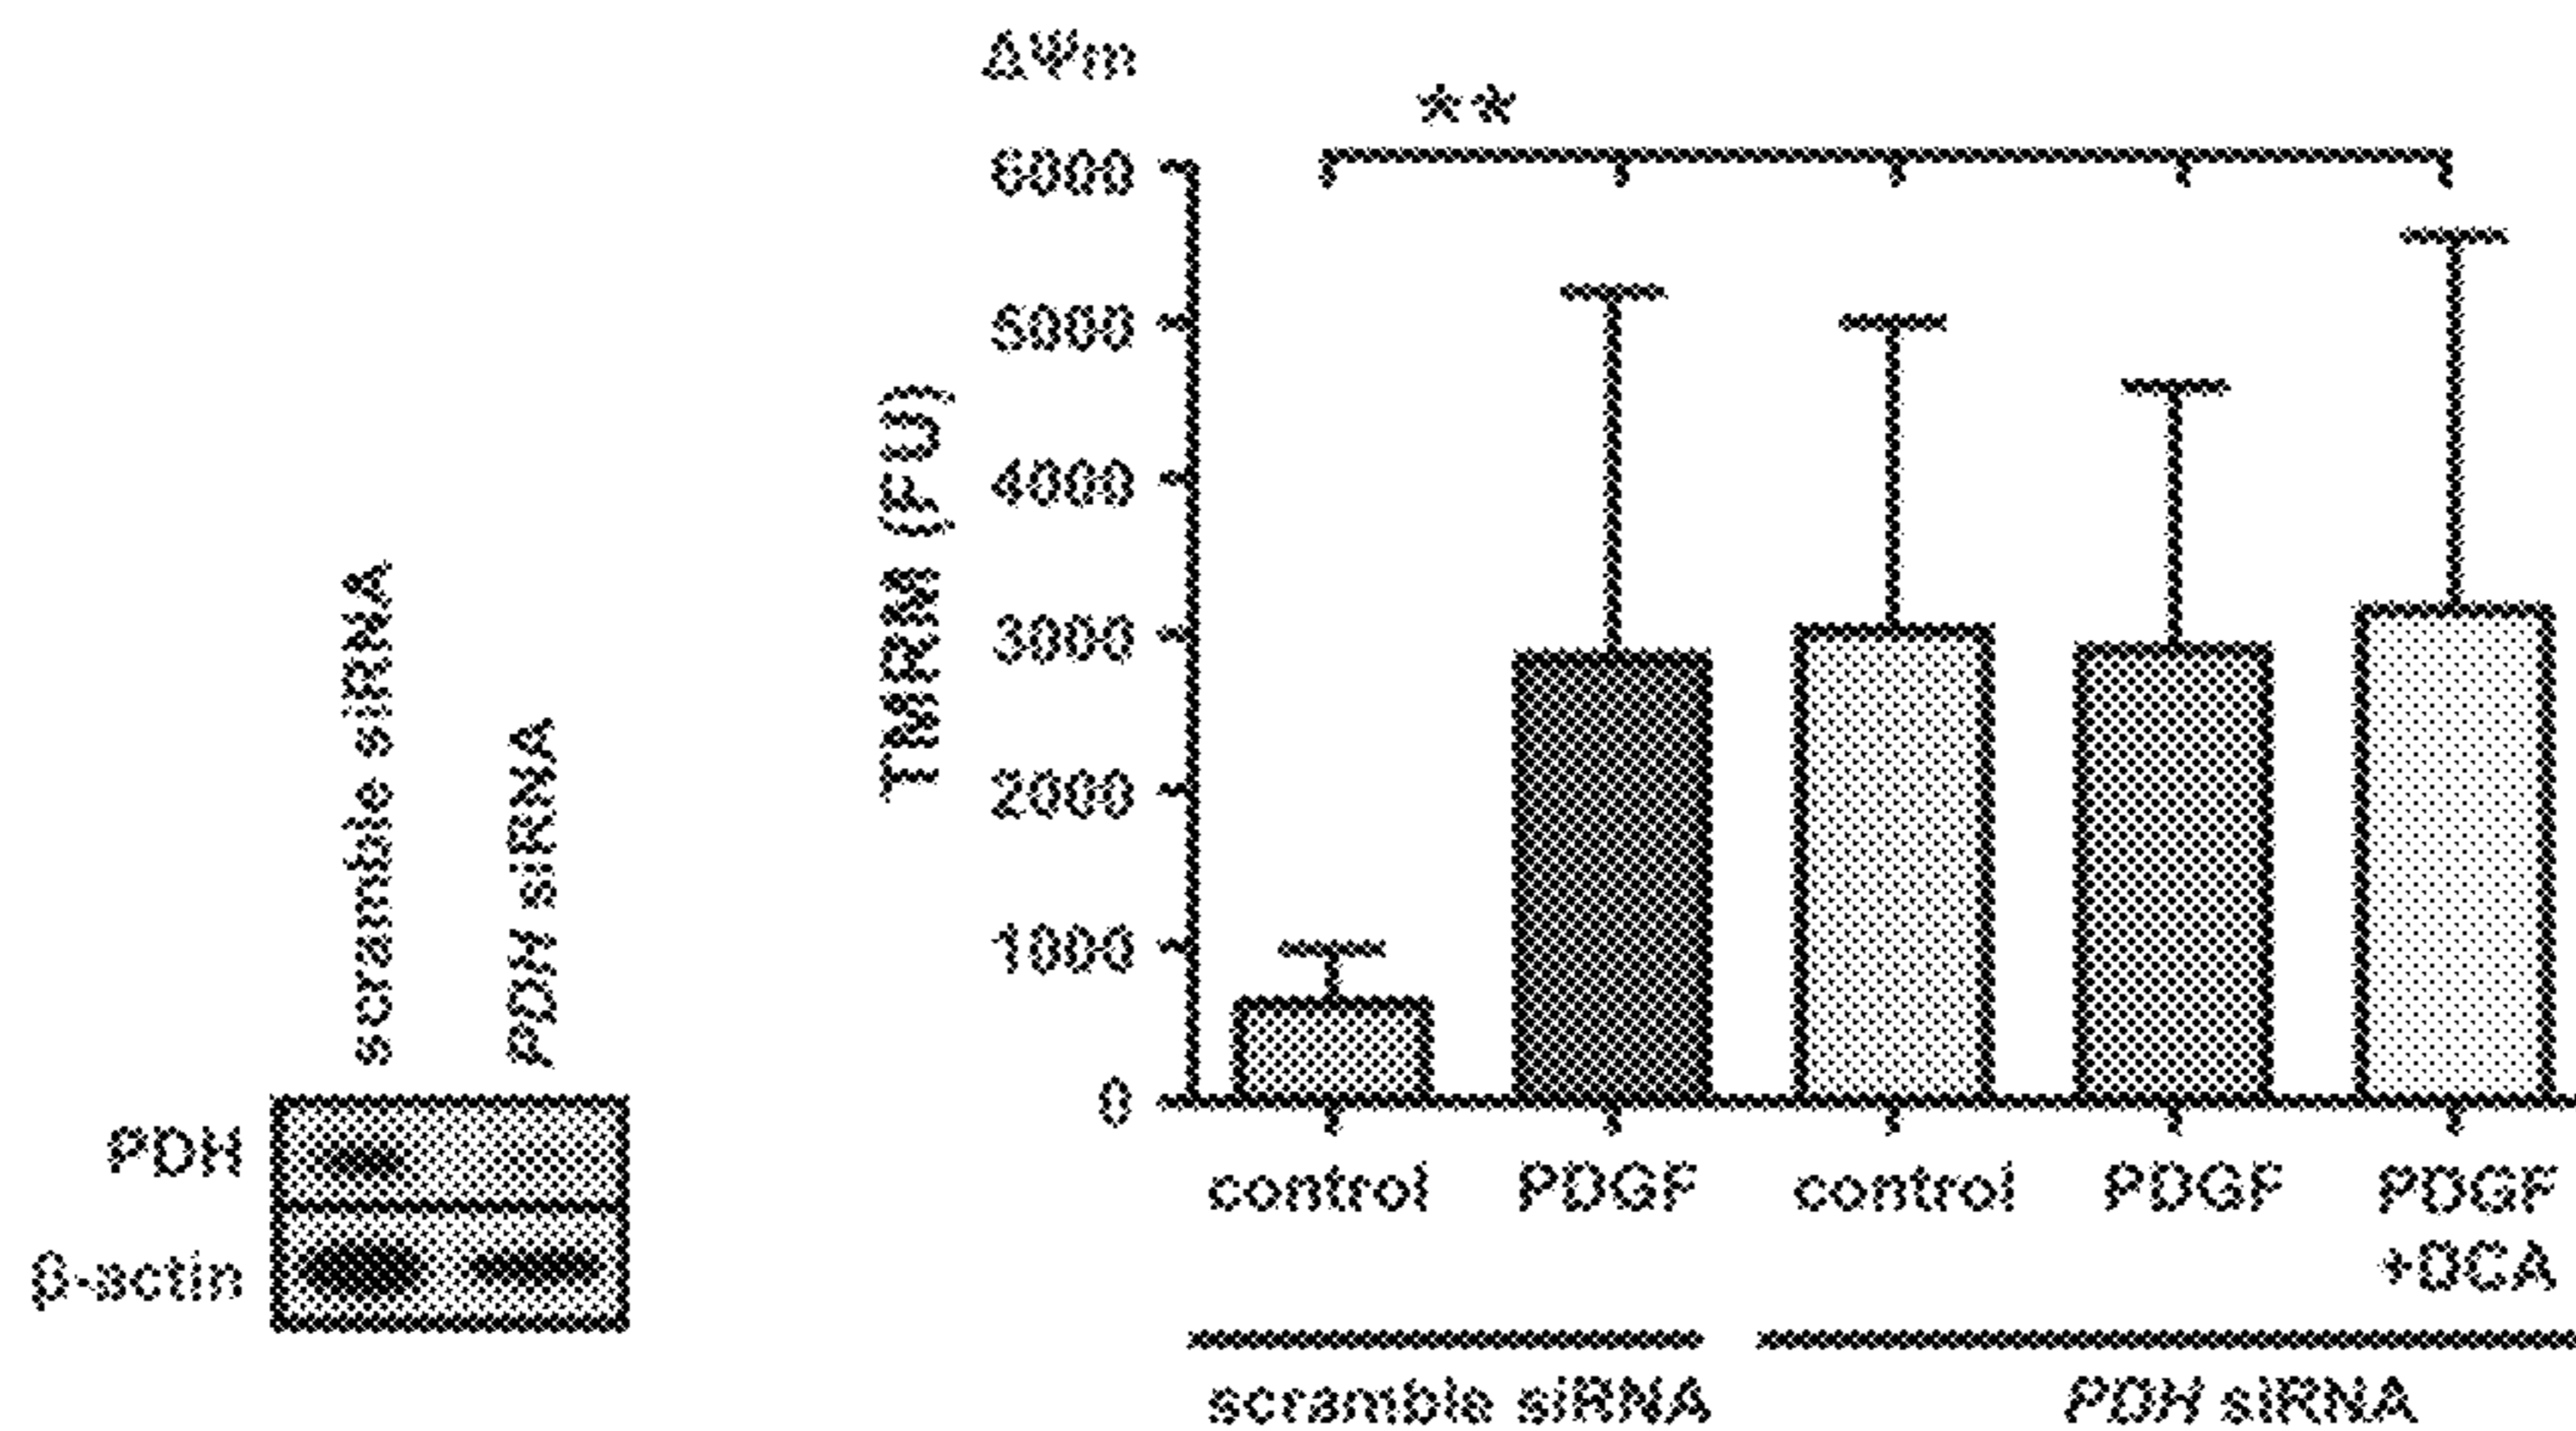 scramble siRNA
PDH siRNA
PDH
β-actin
ΔΨm
**
TMRM (FU)
6000
5000
4000
3000
2000
1000
0
control PDGF control PDGF PDGF
+DCA
scramble siRNA PDH siRNA